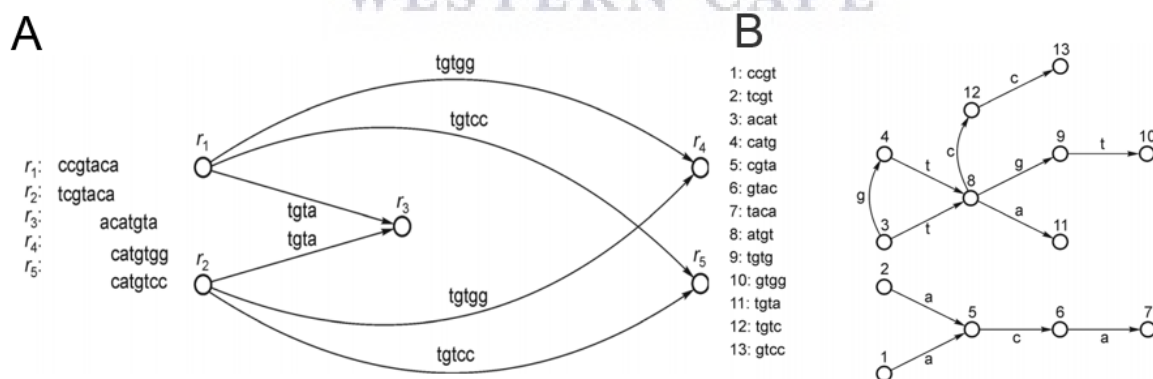 WESTERN CAPE
A
B
r1: ccgtaca
r2: tcgtaca
r3: acatgta
r4: catgtgg
r5: catgtcc
tgtgg
tgtcc
r1
r4
tgta
r3
tgta
r2
r5
tgtgg
tgtcc
1: ccgt
2: tcgt
3: acat
4: catg
5: cgta
6: gtac
7: taca
8: atgt
9: tgtg
10: gtgg
11: tgta
12: tgtc
13: gtcc
13
c
12
4
9
10
t
c
g
t
8
g
a
3
t
11
2
a
5
6
7
c
a
1
a